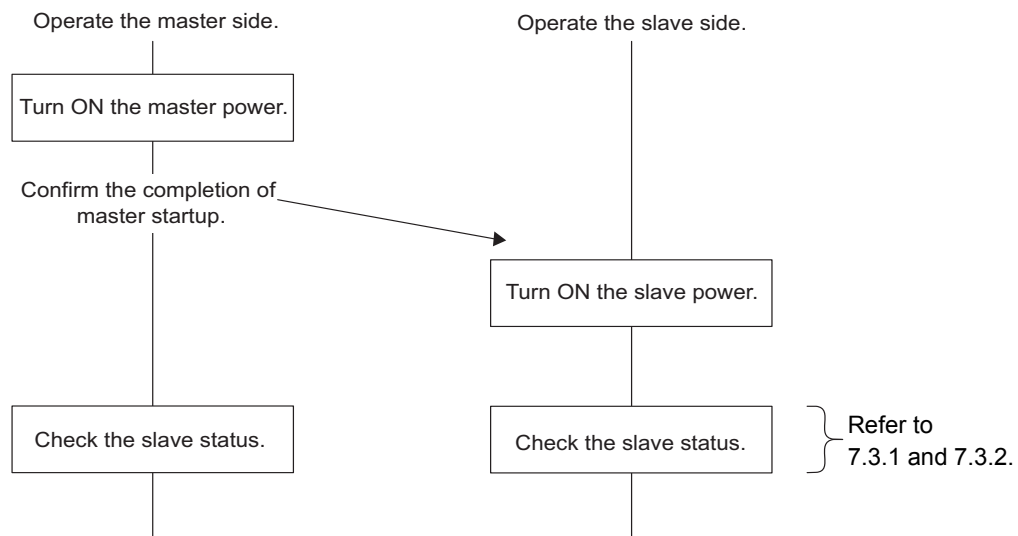 Operate the master side.
Operate the slave side.
Turn ON the master power.
Confirm the completion of
master startup.
Turn ON the slave power.
Check the slave status.
Check the slave status.
Refer to
7.3.1 and 7.3.2.